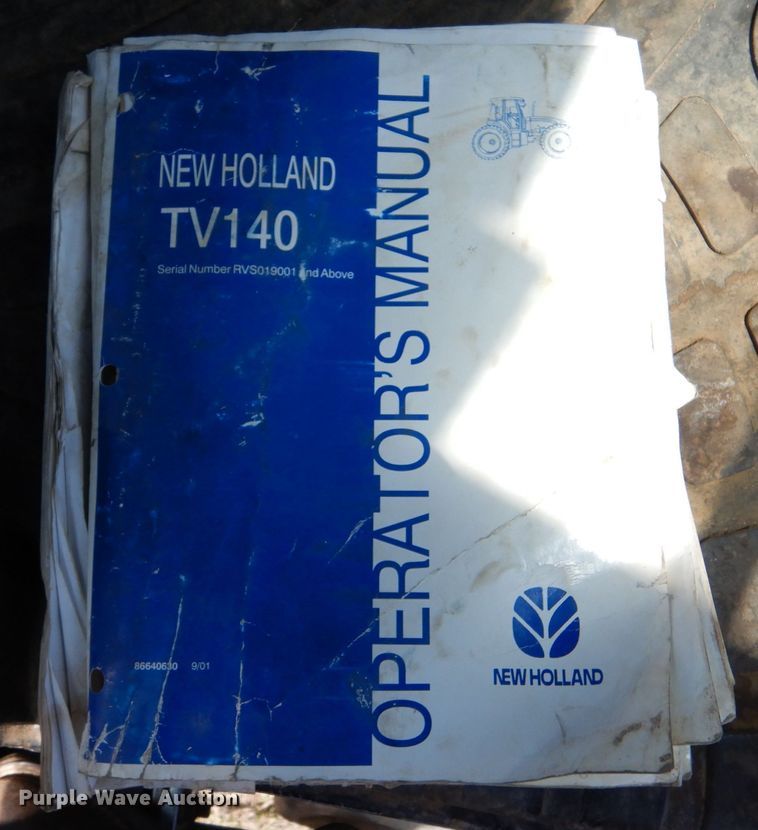 NEW HOLLAND
TV140
Serial Number RVS019001 and Above
OPERATOR'S MANUAL
86640630 9/01
NEW HOLLAND
Purple Wave Auction